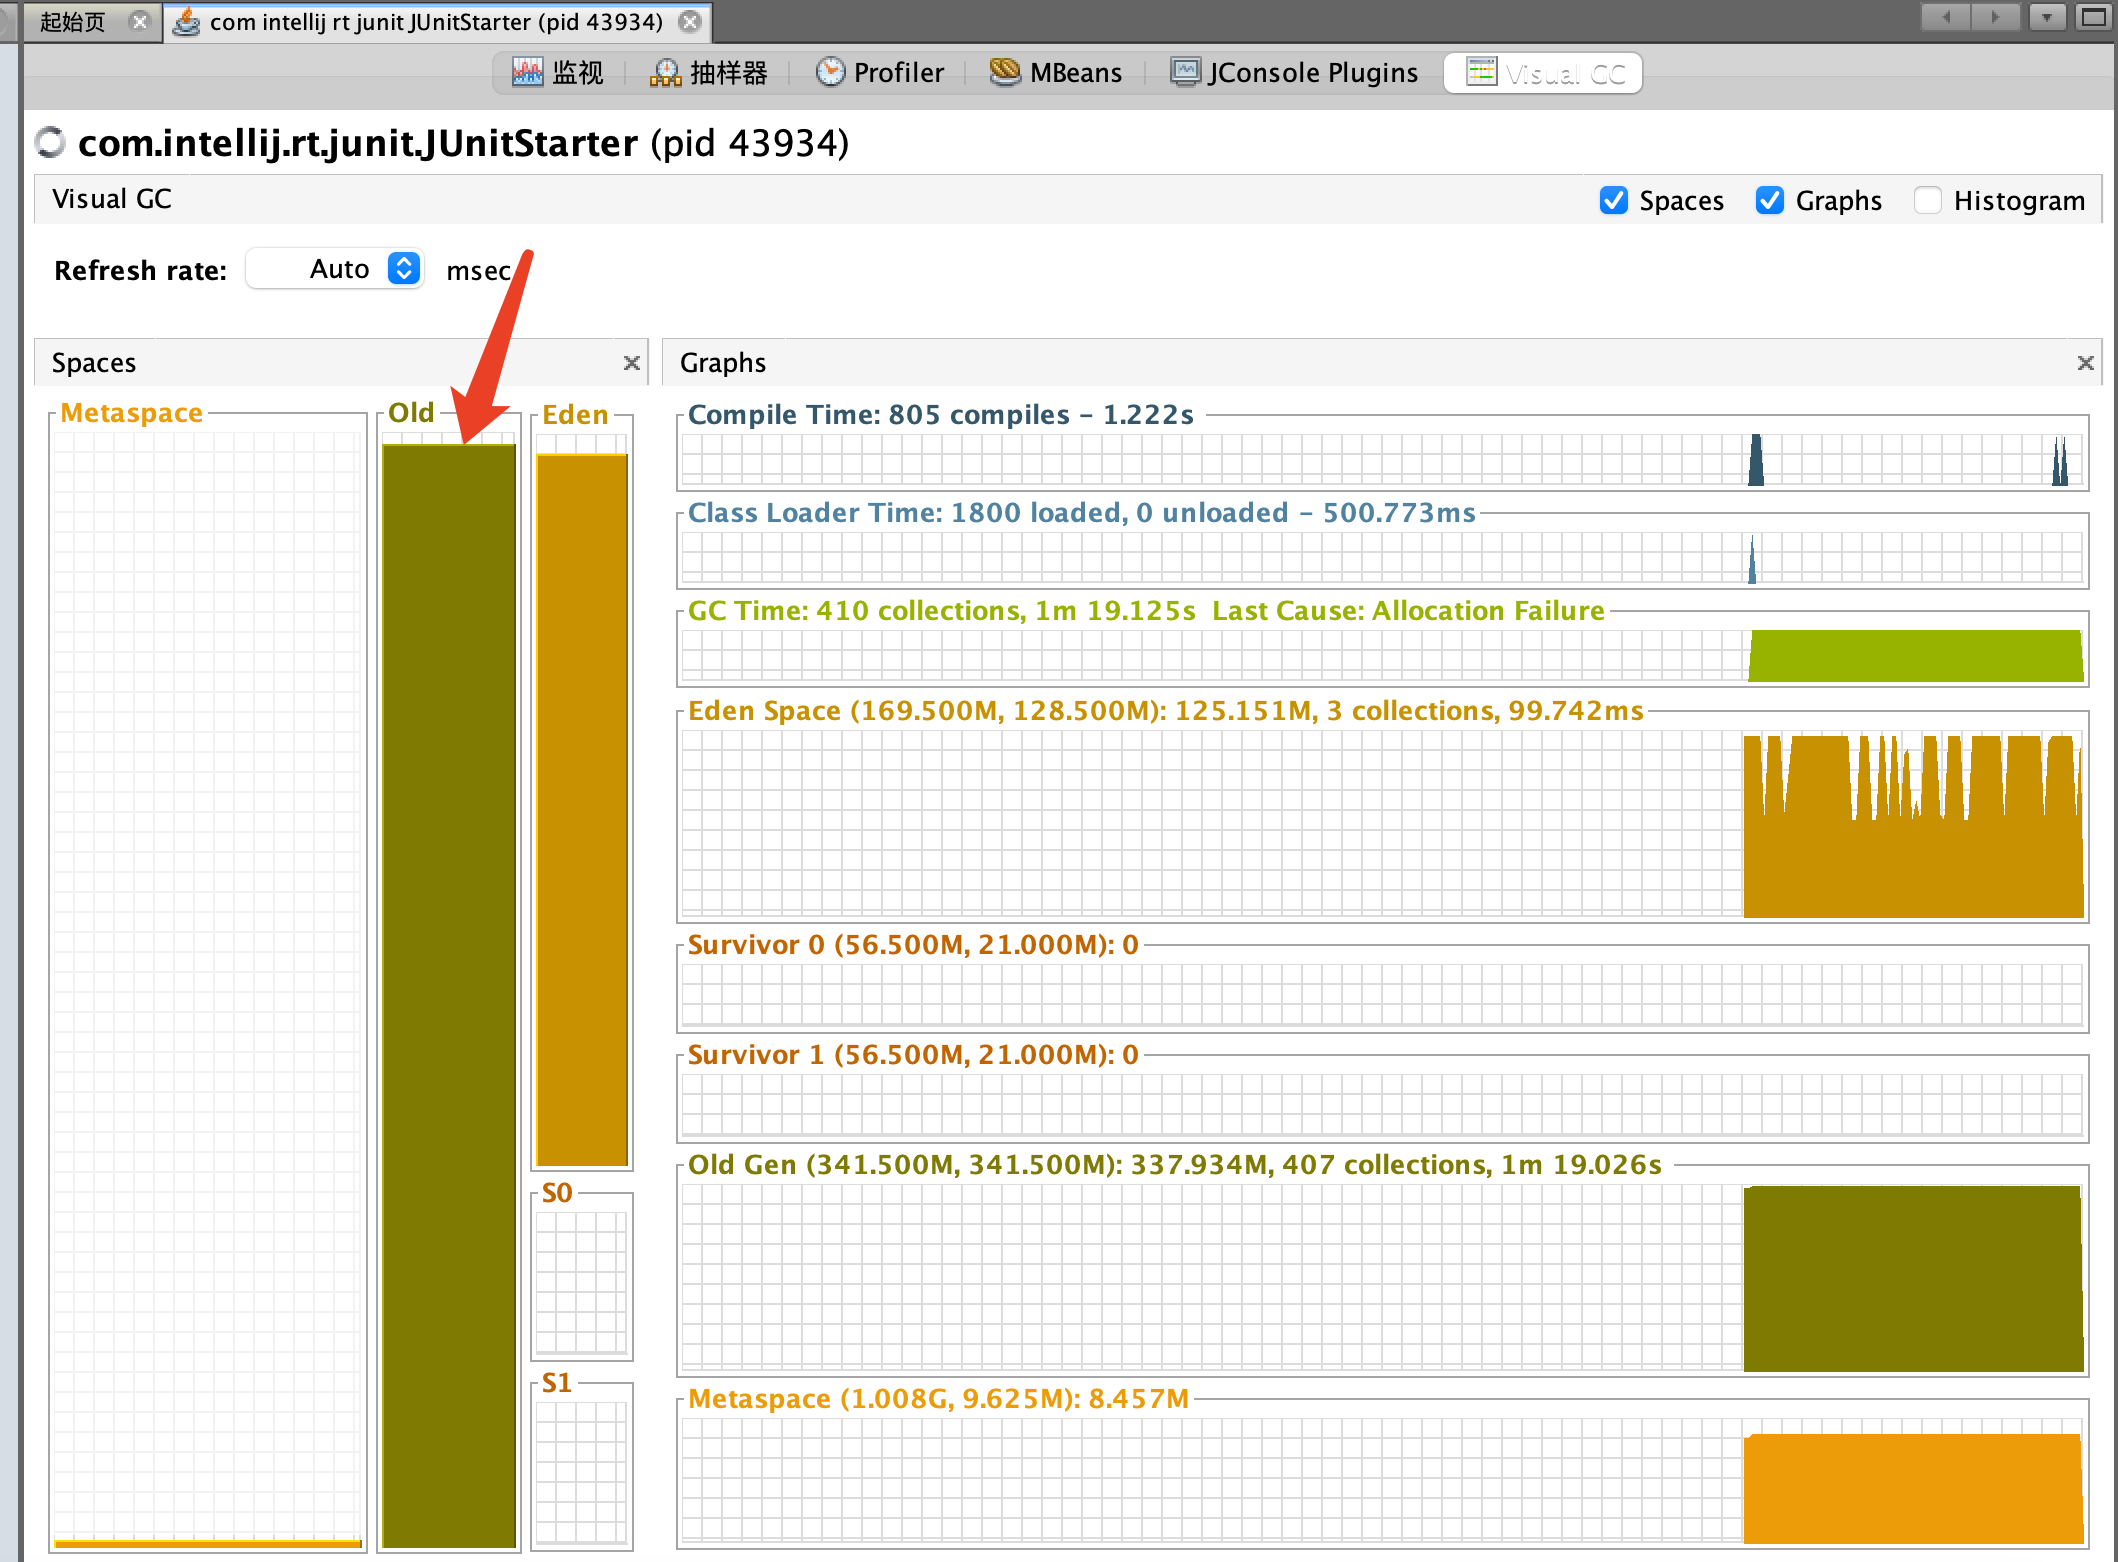 起始页
com intellij rt junit JUnitStarter (pid 43934)
监视
抽样器
Profiler
MBeans
JConsole Plugins
Visual GC
com.intellij.rt.junit.JUnitStarter (pid 43934)
Visual GC
Spaces
Graphs
Histogram
Refresh rate: Auto msec
Spaces
Graphs
Metaspace
Old
Eden
S0
S1
Compile Time: 805 compiles - 1.222s
Class Loader Time: 1800 loaded, 0 unloaded - 500.773ms
GC Time: 410 collections, 1m 19.125s Last Cause: Allocation Failure
Eden Space (169.500M, 128.500M): 125.151M, 3 collections, 99.742ms
Survivor 0 (56.500M, 21.000M): 0
Survivor 1 (56.500M, 21.000M): 0
Old Gen (341.500M, 341.500M): 337.934M, 407 collections, 1m 19.026s
Metaspace (1.008G, 9.625M): 8.457M